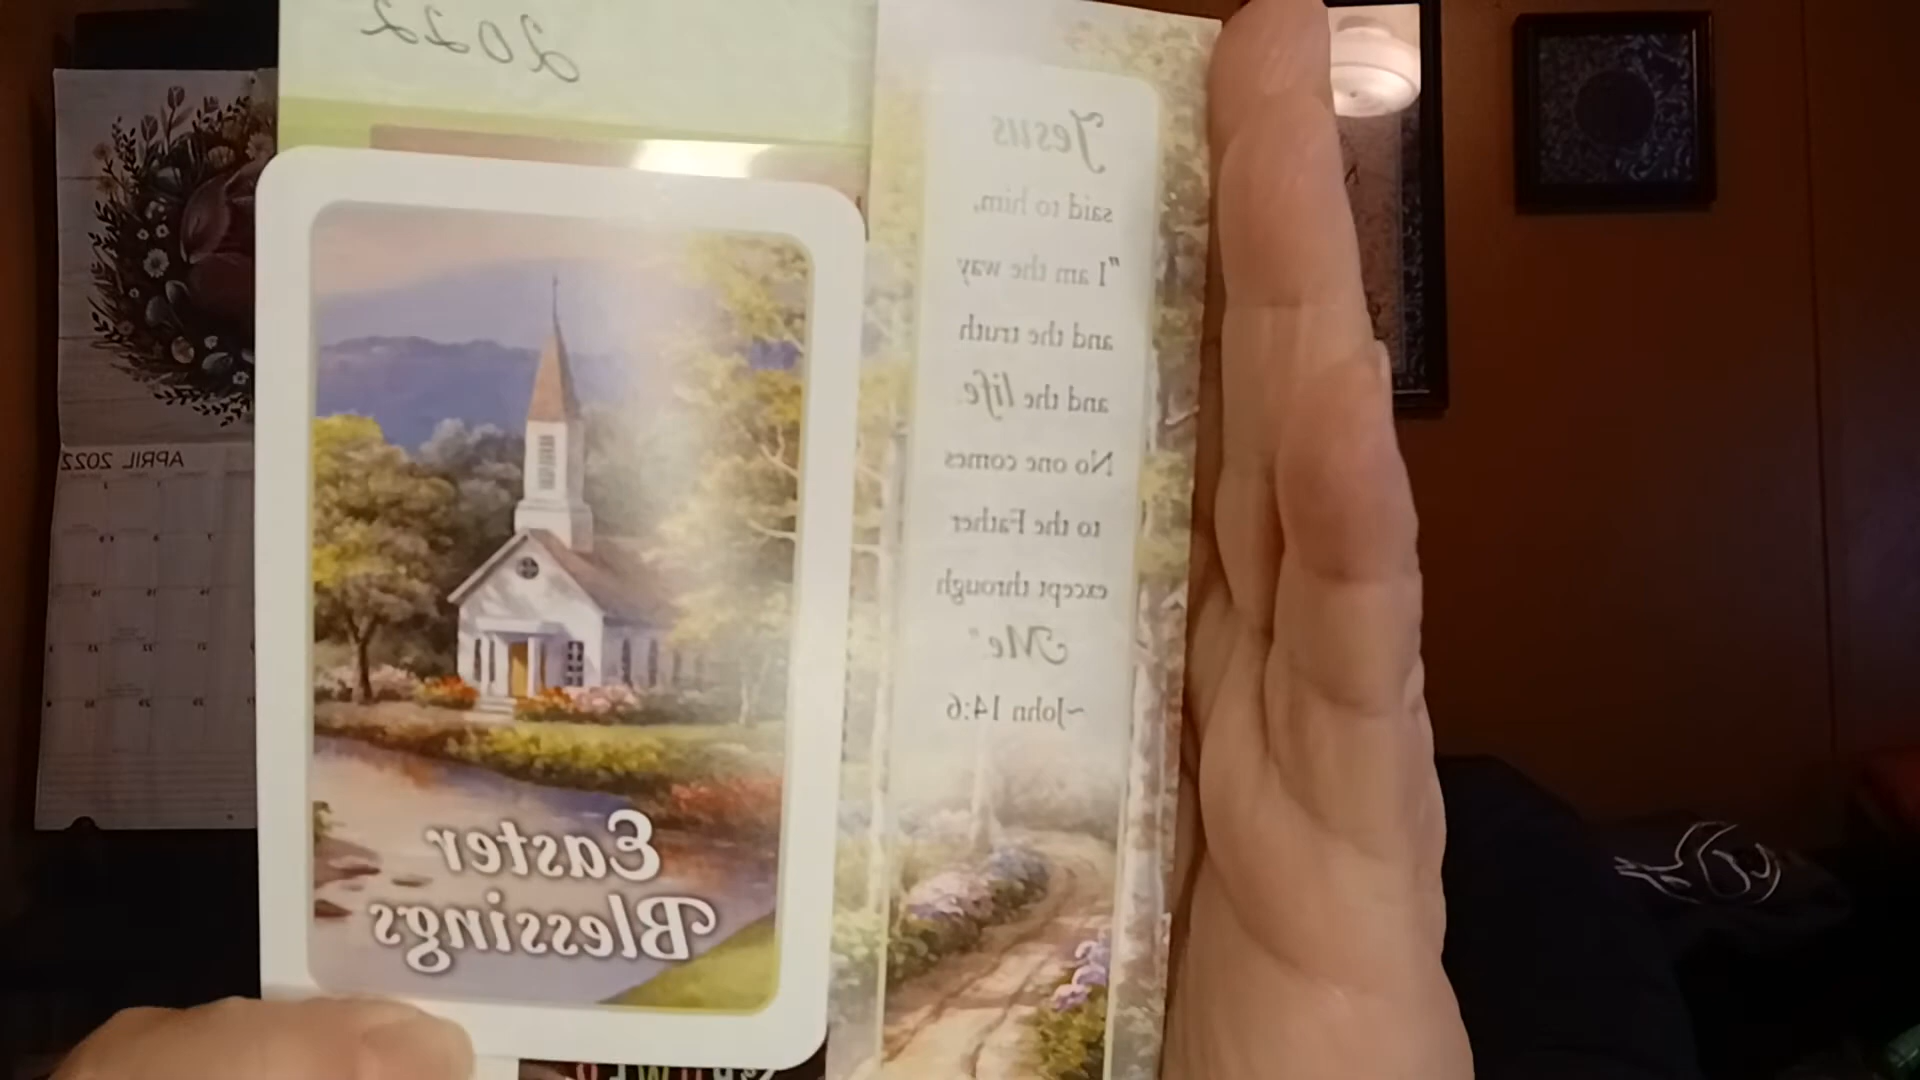 2022
Jesus
said to him,
"I am the way
and the truth
and the life.
No one comes
to the Father
except through
Me."
~John 14:6
Easter
Blessings
APRIL 2022